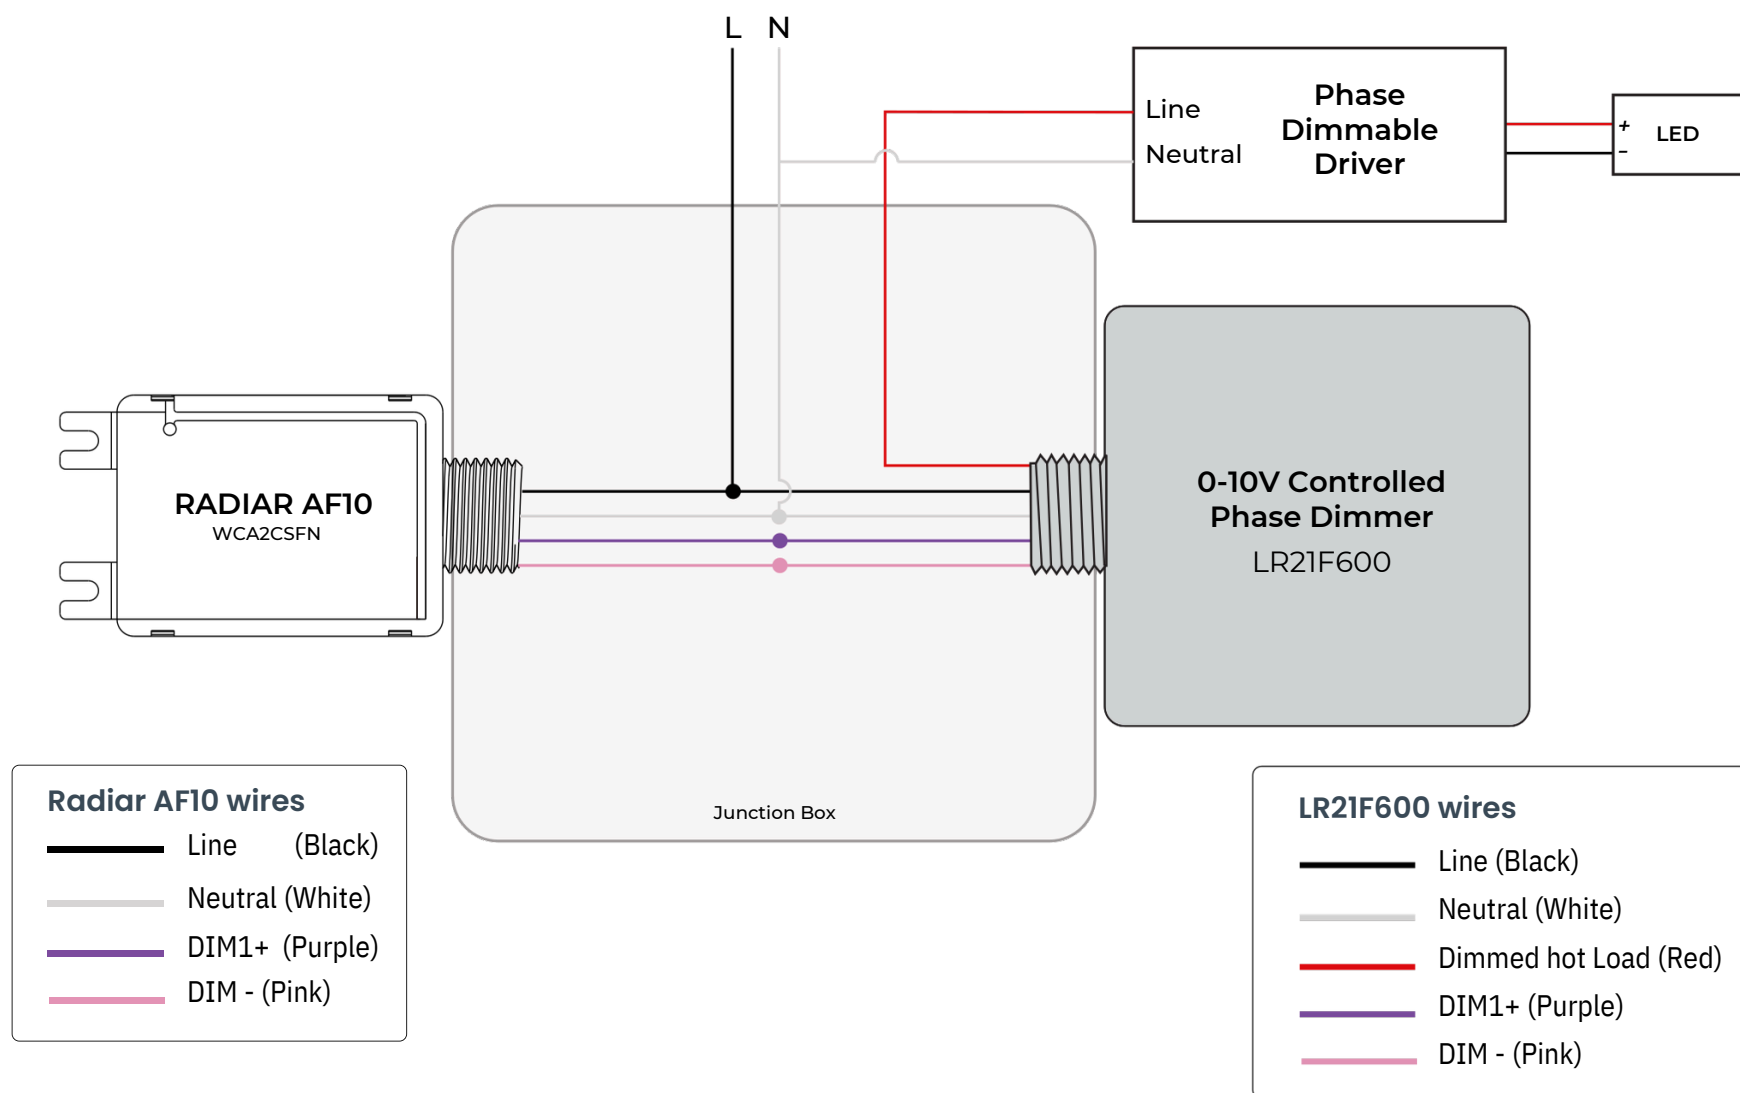 L N
Line
Neutral
Phase
Dimmable
Driver
+
−
LED
RADIAR AF10
WCA2CSFN
0-10V Controlled
Phase Dimmer
LR21F600
Junction Box
Radiar AF10 wires
Line (Black)
Neutral (White)
DIM1+ (Purple)
DIM - (Pink)
LR21F600 wires
Line (Black)
Neutral (White)
Dimmed hot Load (Red)
DIM1+ (Purple)
DIM - (Pink)